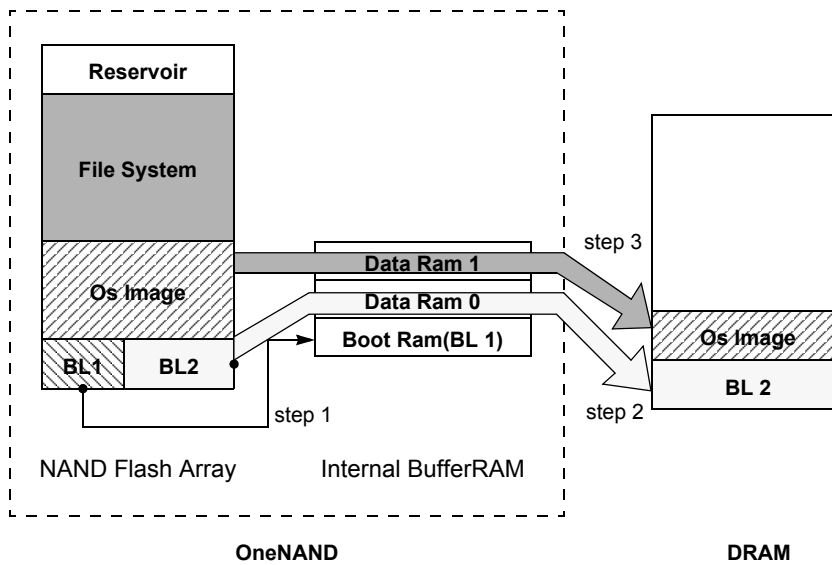 Reservoir
File System
step 3
Data Ram 1
Os Image
Data Ram 0
Boot Ram(BL 1)
Os Image
BL1
BL2
BL 2
step 1
step 2
NAND Flash Array
Internal BufferRAM
OneNAND
DRAM